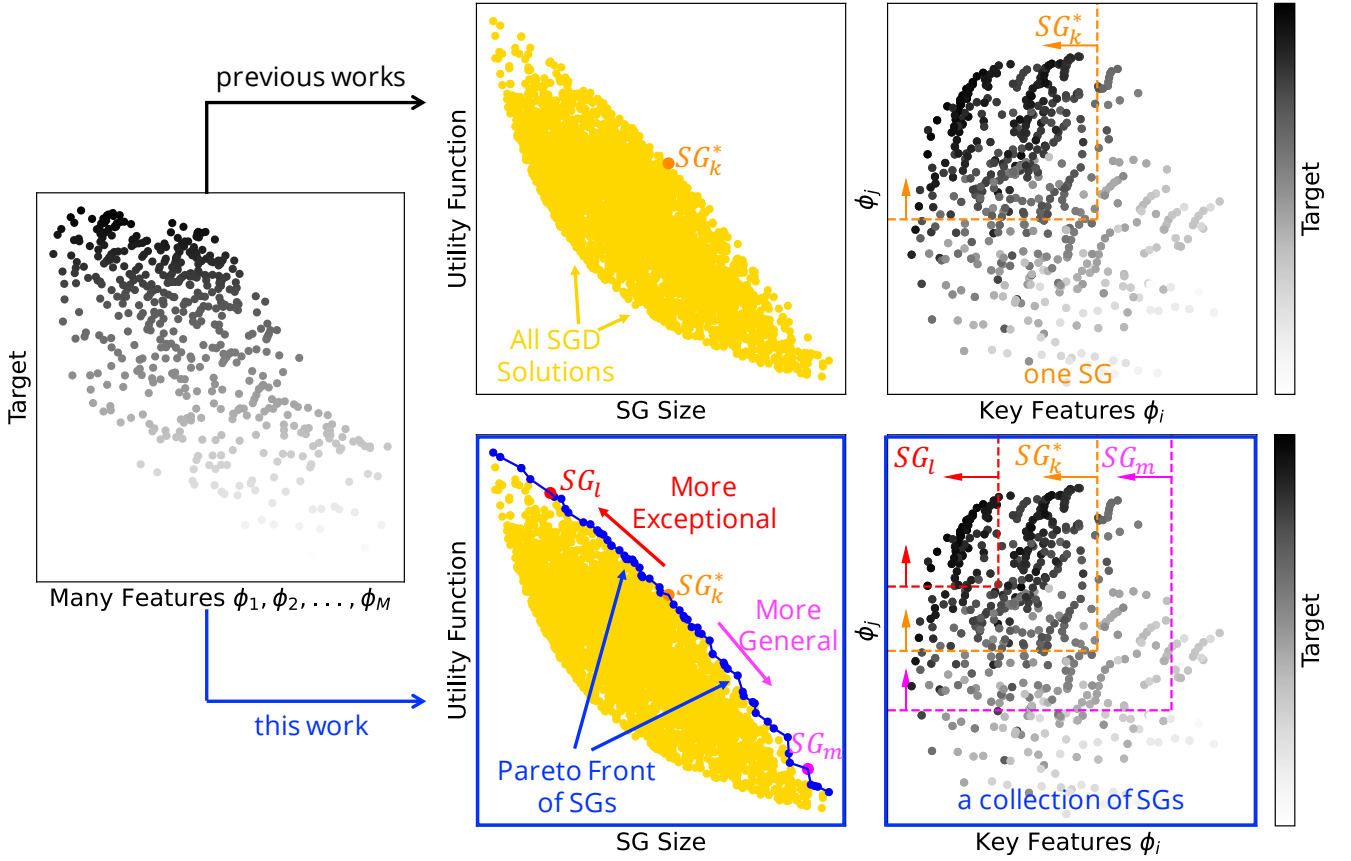 previous works
Target
Many Features ϕ₁, ϕ₂, . . . , ϕ_M
this work
Utility Function
SG*ₖ
All SGD
Solutions
SG Size
SG*ₖ
ϕⱼ
one SG
Key Features ϕᵢ
Target
Utility Function
SGₗ
More
Exceptional
SG*ₖ
More
General
SGₘ
Pareto Front
of SGs
SG Size
SGₗ
SG*ₖ
SGₘ
ϕⱼ
a collection of SGs
Key Features ϕᵢ
Target